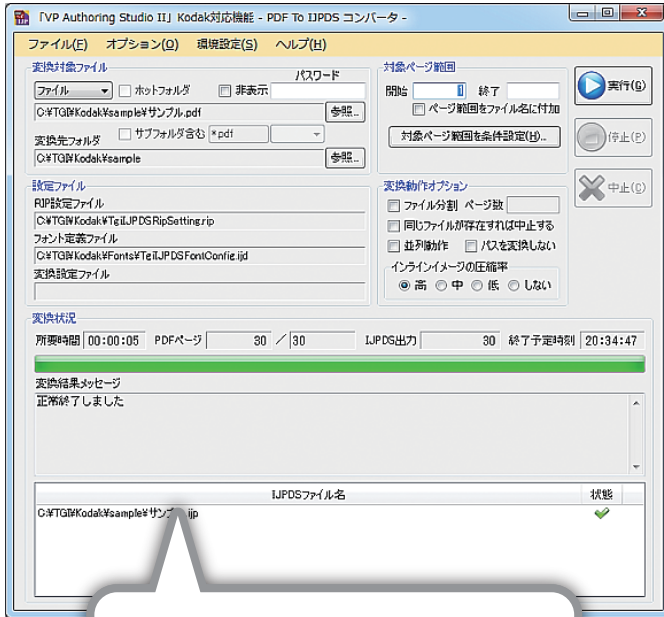 「VP Authoring Studio II」Kodak対応機能 - PDF To IJPDS コンバータ -
ファイル(F) オプション(O) 環境設定(S) ヘルプ(H)
変換対象ファイル
パスワード
ファイル ホットフォルダ 非表示
C:¥TGI¥Kodak¥sample¥サンプル.pdf 参照...
変換先フォルダ サブフォルダ含む *pdf
C:¥TGI¥Kodak¥sample 参照...
対象ページ範囲
開始 1 終了
ページ範囲をファイル名に付加
対象ページ範囲を条件設定(H)...
実行(G)
停止(P)
中止(C)
設定ファイル
RIP設定ファイル
C:¥TGI¥Kodak¥TgiIJPDSRipSetting.rip
フォント定義ファイル
C:¥TGI¥Kodak¥Fonts¥TgiIJPDSFontConfig.ijd
変換設定ファイル
変換動作オプション
ファイル分割 ページ数
同じファイルが存在すれば中止する
並列動作 パスを変換しない
インラインイメージの圧縮率
高 中 低 しない
変換状況
所要時間 00:00:05 PDFページ 30 / 30 IJPDS出力 30 終了予定時刻 20:34:47
変換結果メッセージ
正常終了しました
IJPDSファイル名 状態
C:¥TGI¥Kodak¥sample¥サンプル.ijp